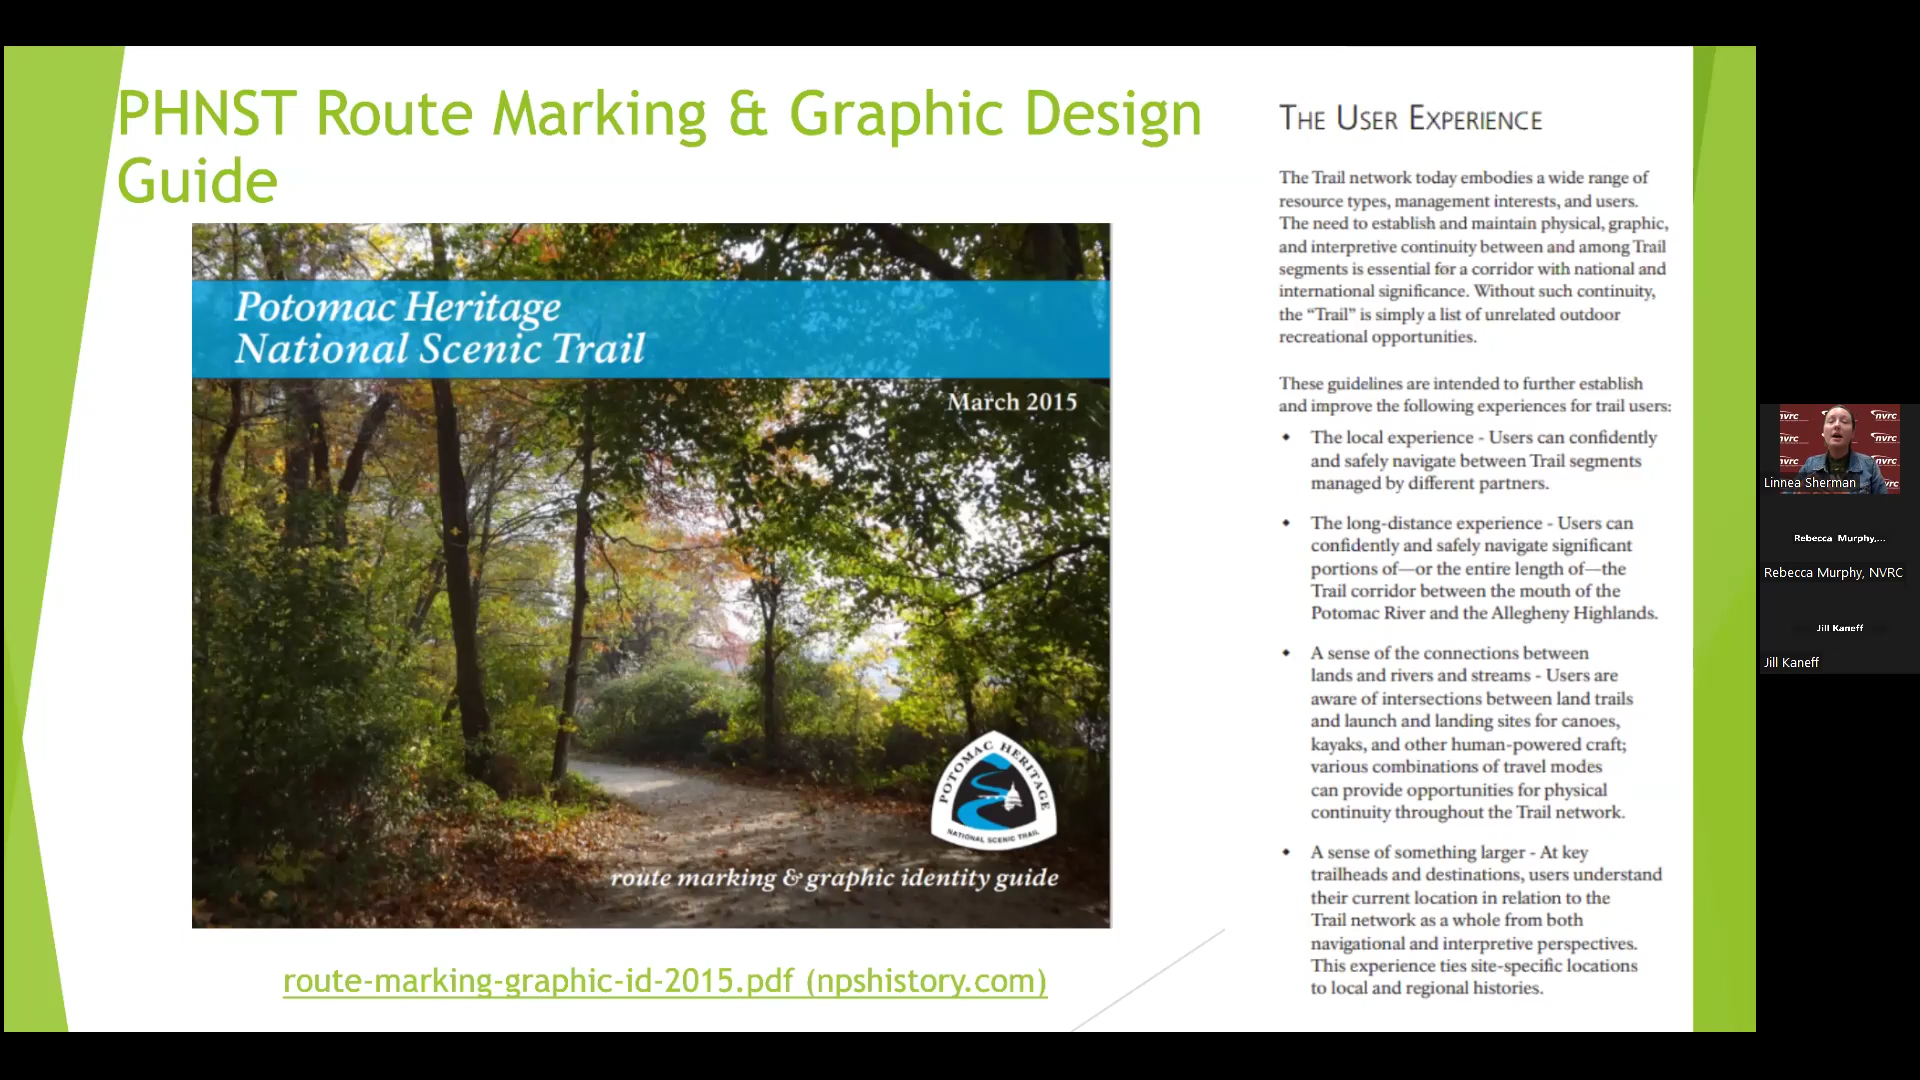 PHNST Route Marking & Graphic Design
Guide
Potomac Heritage
National Scenic Trail
March 2015
POTOMAC HERITAGE
NATIONAL SCENIC TRAIL
route marking & graphic identity guide
route-marking-graphic-id-2015.pdf (npshistory.com)
THE USER EXPERIENCE
The Trail network today embodies a wide range of
resource types, management interests, and users.
The need to establish and maintain physical, graphic,
and interpretive continuity between and among Trail
segments is essential for a corridor with national and
international significance. Without such continuity,
the “Trail” is simply a list of unrelated outdoor
recreational opportunities.
These guidelines are intended to further establish
and improve the following experiences for trail users:
• The local experience - Users can confidently
and safely navigate between Trail segments
managed by different partners.
• The long-distance experience - Users can
confidently and safely navigate significant
portions of—or the entire length of—the
Trail corridor between the mouth of the
Potomac River and the Allegheny Highlands.
• A sense of the connections between
lands and rivers and streams - Users are
aware of intersections between land trails
and launch and landing sites for canoes,
kayaks, and other human-powered craft;
various combinations of travel modes
can provide opportunities for physical
continuity throughout the Trail network.
• A sense of something larger - At key
trailheads and destinations, users understand
their current location in relation to the
Trail network as a whole from both
navigational and interpretive perspectives.
This experience ties site-specific locations
to local and regional histories.
nvrc nvrc
nvrc nvrc
nvrc
vrc
Linnea Sherman
Rebecca Murphy,...
Rebecca Murphy, NVRC
Jill Kaneff
Jill Kaneff